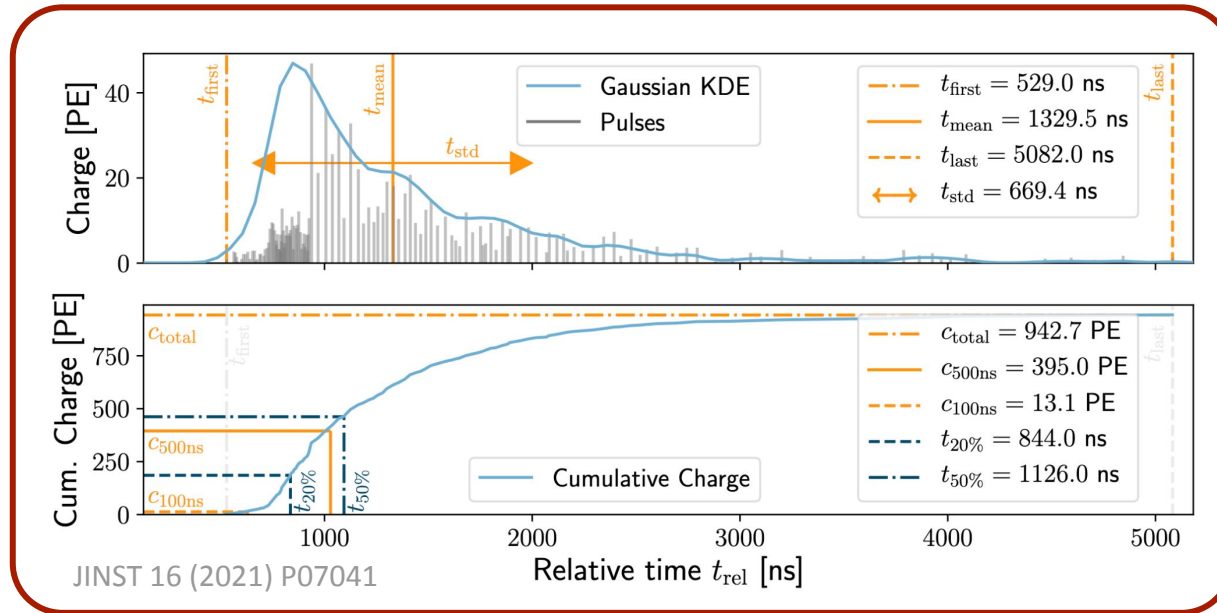 40
20
0
Charge [PE]
t_first
t_mean
t_std
t_last
Gaussian KDE
Pulses
t_first = 529.0 ns
t_mean = 1329.5 ns
t_last = 5082.0 ns
t_std = 669.4 ns
750
500
250
0
Cum. Charge [PE]
c_total
t_first
c_500ns
c_100ns
t_20%
t_50%
Cumulative Charge
t_last
c_total = 942.7 PE
c_500ns = 395.0 PE
c_100ns = 13.1 PE
t_20% = 844.0 ns
t_50% = 1126.0 ns
1000 2000 3000 4000 5000
Relative time t_rel [ns]
JINST 16 (2021) P07041